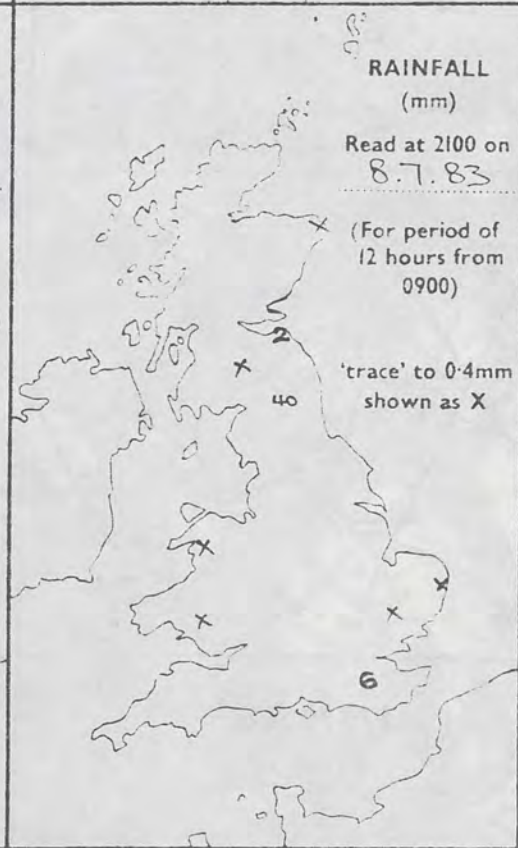 RAINFALL
(mm)
Read at 2100 on
8.7.83
(For period of
12 hours from
0900)
'trace' to 0·4mm
shown as X
X
2
X
40
X
X
X
X
6